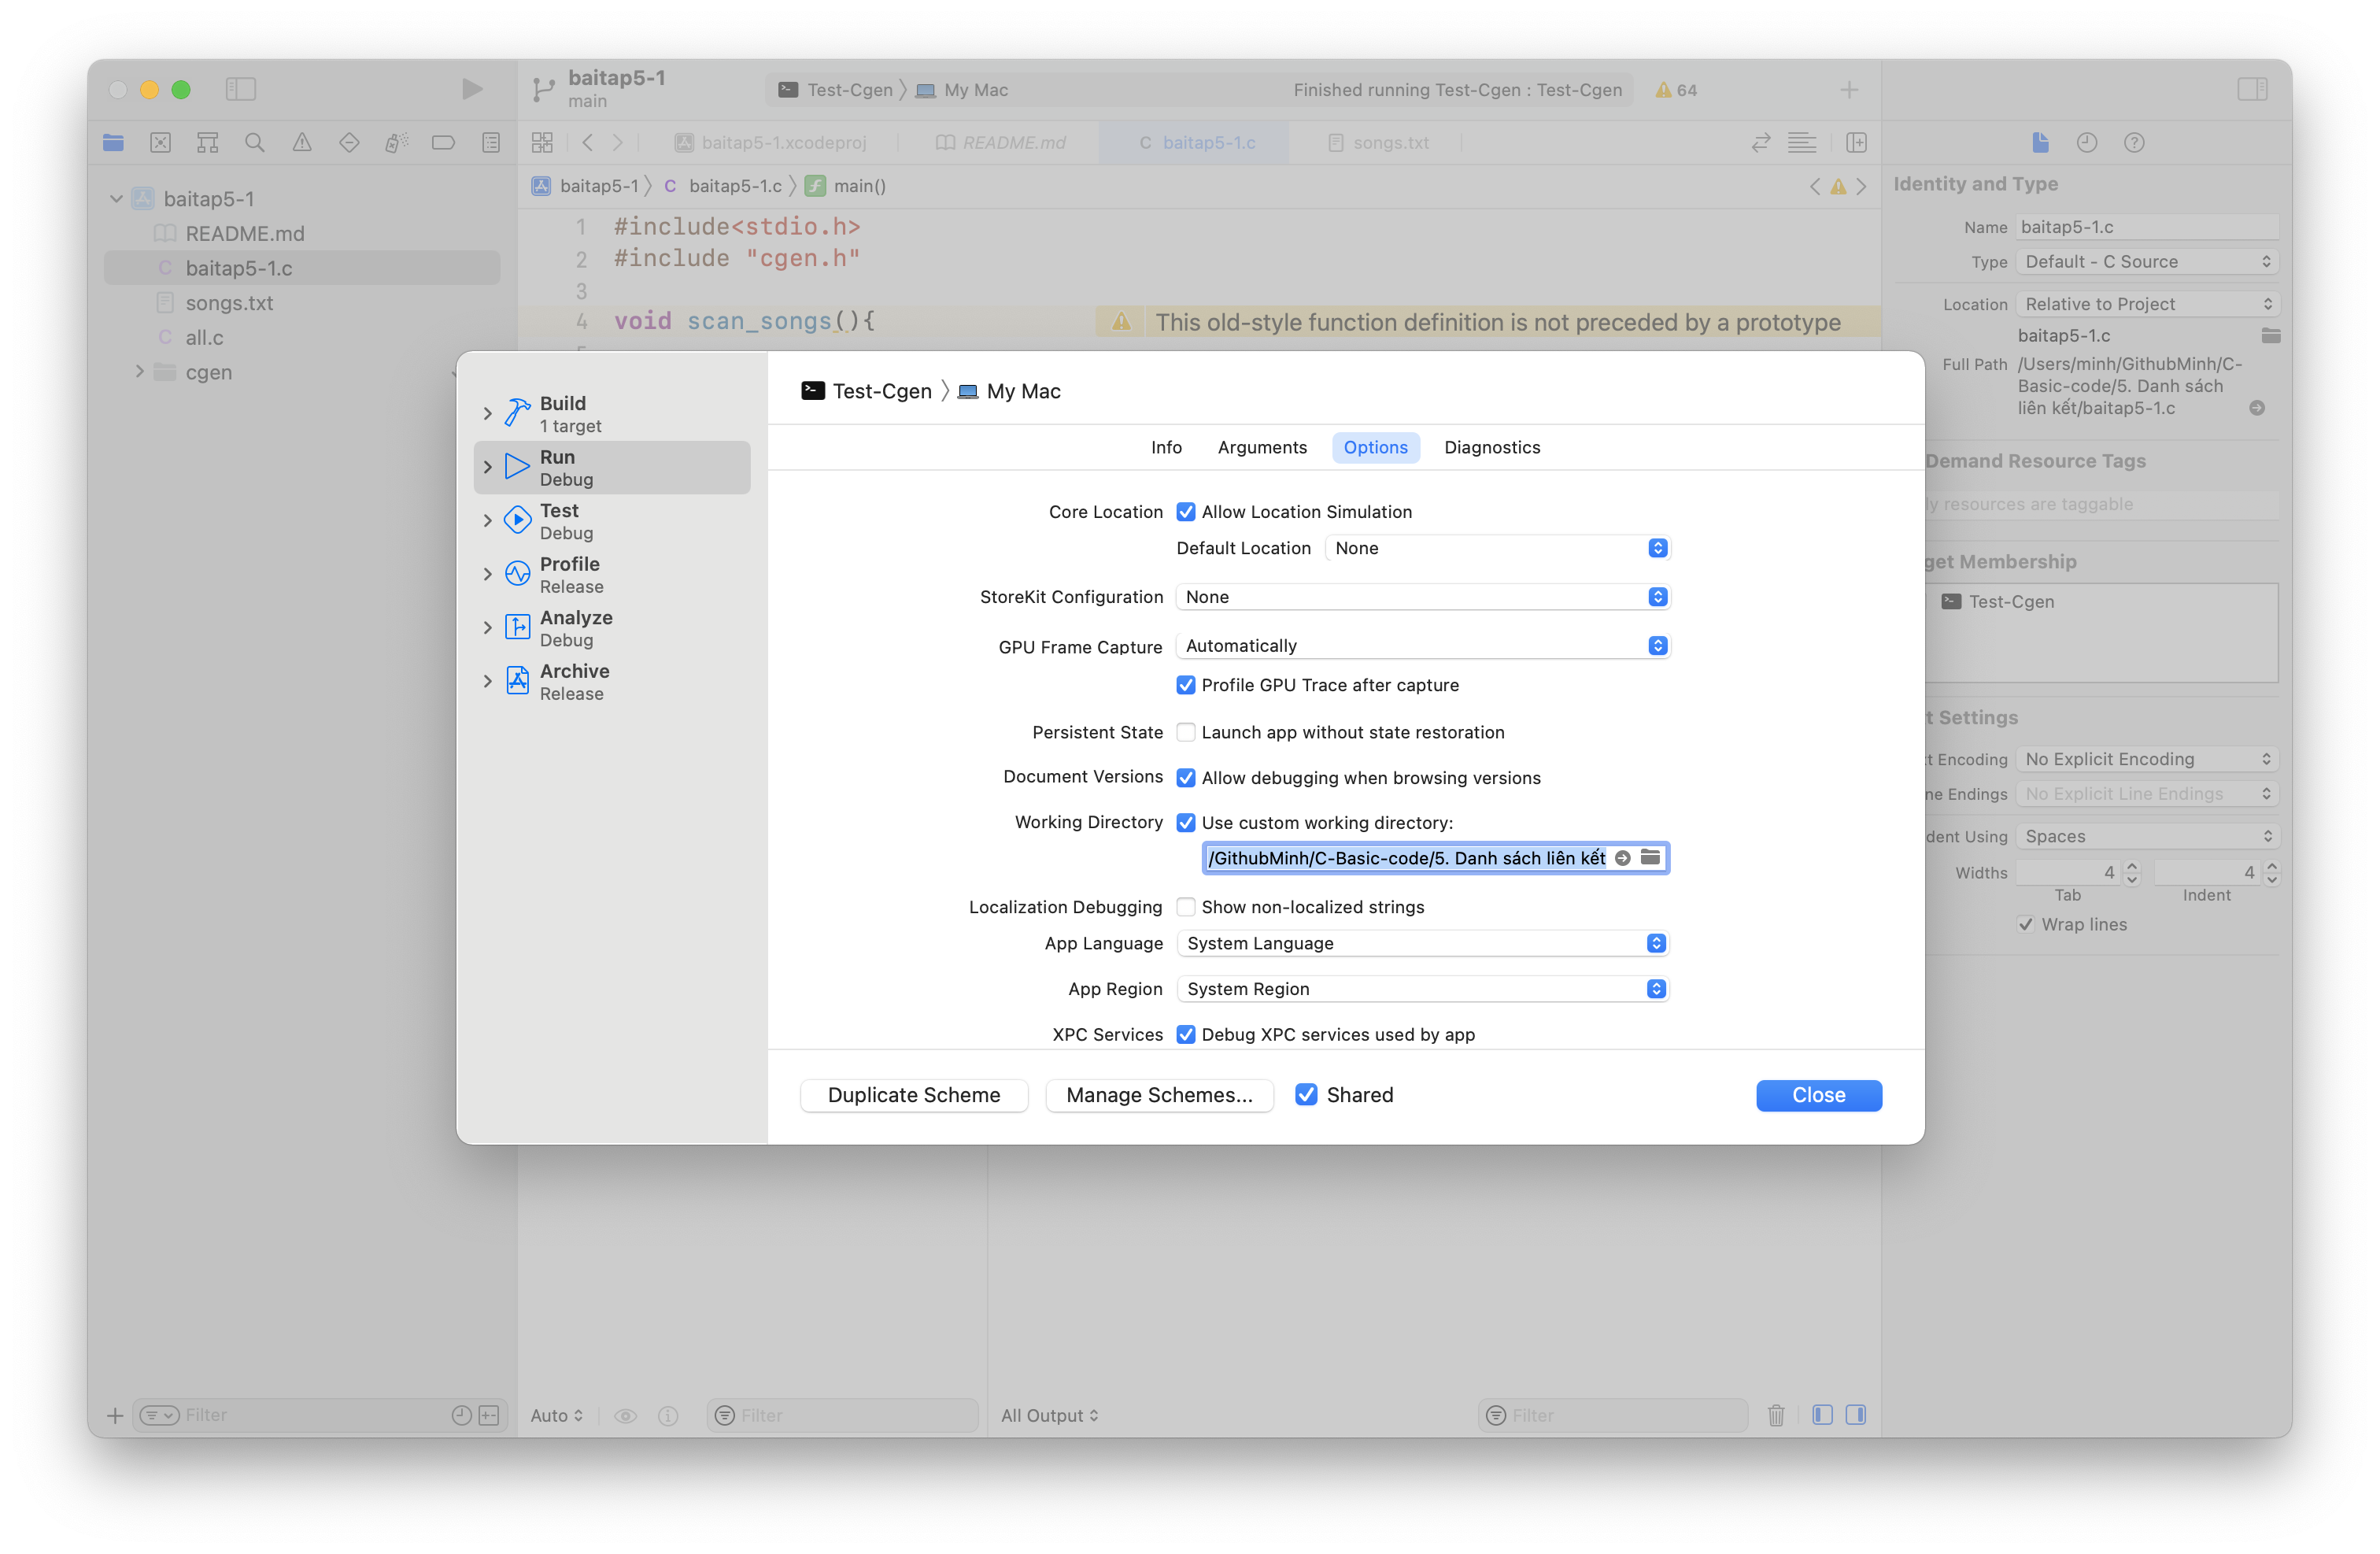 baitap5-1
main
Test-Cgen
My Mac
Finished running Test-Cgen : Test-Cgen
64
baitap5-1.xcodeproj
README.md
C
baitap5-1.c
songs.txt
baitap5-1
C
baitap5-1.c
main()
baitap5-1
README.md
C
baitap5-1.c
songs.txt
C
all.c
cgen
1
#include<stdio.h>
2
#include "cgen.h"
3
4
void scan_songs(){
This old-style function definition is not preceded by a prototype
Build
1 target
Run
Debug
Test
Debug
Profile
Release
Analyze
Debug
Archive
Release
Test-Cgen
My Mac
Info
Arguments
Options
Diagnostics
Core Location
Allow Location Simulation
Default Location
None
StoreKit Configuration
None
GPU Frame Capture
Automatically
Profile GPU Trace after capture
Persistent State
Launch app without state restoration
Document Versions
Allow debugging when browsing versions
Working Directory
Use custom working directory:
/GithubMinh/C-Basic-code/5. Danh sách liên kết
Localization Debugging
Show non-localized strings
App Language
System Language
App Region
System Region
XPC Services
Debug XPC services used by app
Duplicate Scheme
Manage Schemes...
Shared
Close
Identity and Type
Name
baitap5-1.c
Type
Default - C Source
Location
Relative to Project
baitap5-1.c
Full Path
/Users/minh/GithubMinh/C-
Basic-code/5. Danh sách
liên kết/baitap5-1.c
Demand Resource Tags
resources are taggable
Membership
Test-Cgen
Settings
Encoding
No Explicit Encoding
Endings
No Explicit Line Endings
Using
Spaces
Widths
4
4
Tab
Indent
Wrap lines
Filter
Auto
Filter
All Output
Filter